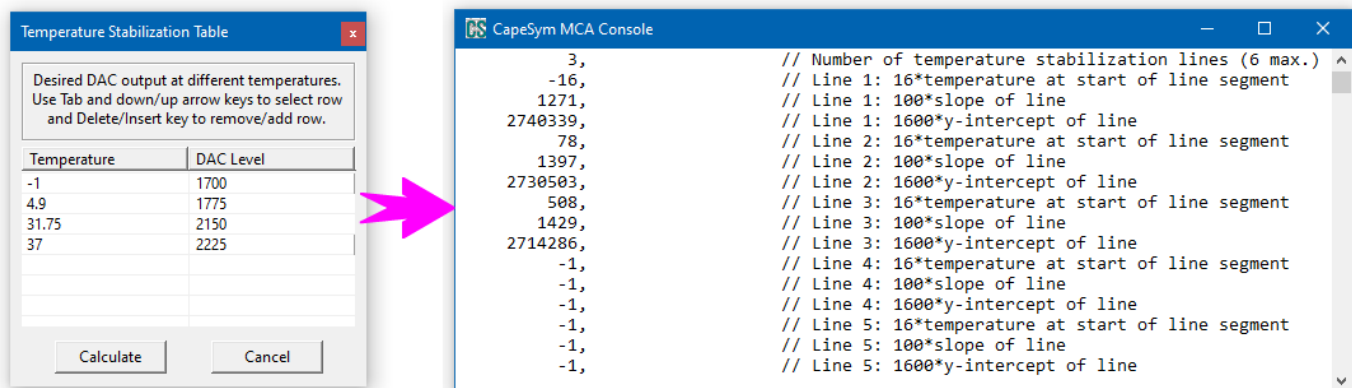 Temperature Stabilization Table
x
Desired DAC output at different temperatures.
Use Tab and down/up arrow keys to select row
and Delete/Insert key to remove/add row.
Temperature DAC Level
-1 1700
4.9 1775
31.75 2150
37 2225
Calculate Cancel
CS CapeSym MCA Console
3, // Number of temperature stabilization lines (6 max.)
-16, // Line 1: 16*temperature at start of line segment
1271, // Line 1: 100*slope of line
2740339, // Line 1: 1600*y-intercept of line
78, // Line 2: 16*temperature at start of line segment
1397, // Line 2: 100*slope of line
2730503, // Line 2: 1600*y-intercept of line
508, // Line 3: 16*temperature at start of line segment
1429, // Line 3: 100*slope of line
2714286, // Line 3: 1600*y-intercept of line
-1, // Line 4: 16*temperature at start of line segment
-1, // Line 4: 100*slope of line
-1, // Line 4: 1600*y-intercept of line
-1, // Line 5: 16*temperature at start of line segment
-1, // Line 5: 100*slope of line
-1, // Line 5: 1600*y-intercept of line